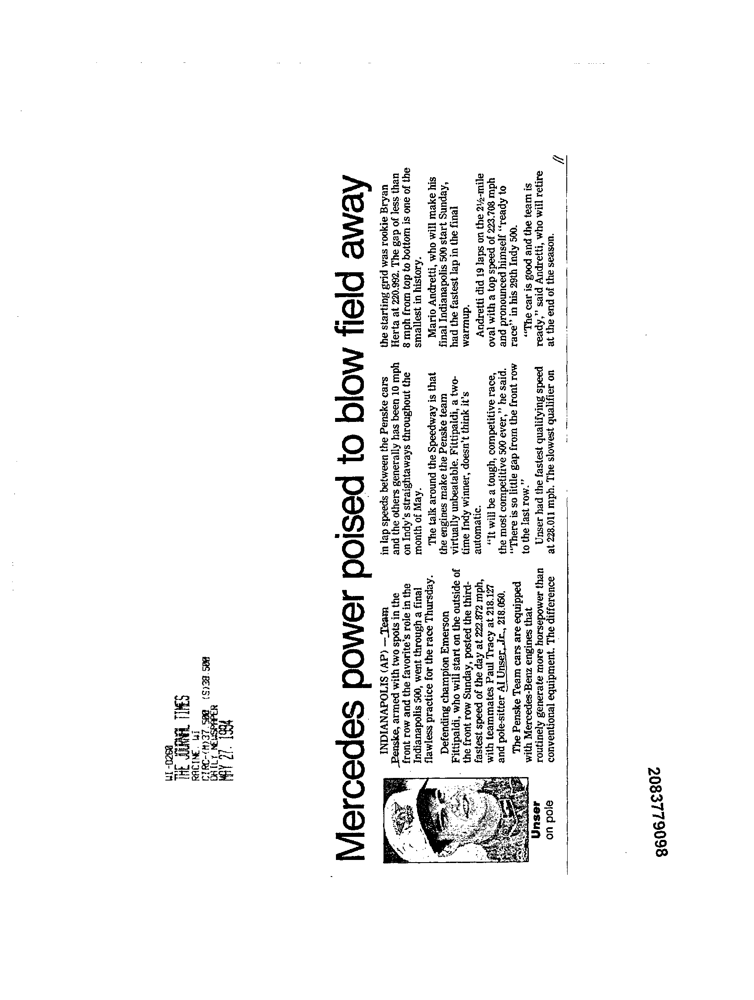 WI-D260
THE JOURNAL TIMES
RACINE, WI
CIRC-(M)37,500 (S)39,500
DAILY NEWSPAPER
MAY 27, 1994
Mercedes power poised to blow field away
Unser
on pole
INDIANAPOLIS (AP) — Team
Penske, armed with two spots in the
front row and the favorite's role in the
Indianapolis 500, went through a final
flawless practice for the race Thursday.
Defending champion Emerson
Fittipaldi, who will start on the outside of
the front row Sunday, posted the third-
fastest speed of the day at 222.872 mph,
with teammates Paul Tracy at 218.127
and pole-sitter Al Unser, Jr., 218.050.
The Penske Team cars are equipped
with Mercedes-Benz engines that
routinely generate more horsepower than
conventional equipment. The difference
in lap speeds between the Penske cars
and the others generally has been 10 mph
on Indy's straightaways throughout the
month of May.
The talk around the Speedway is that
the engines make the Penske team
virtually unbeatable. Fittipaldi, a two-
time Indy winner, doesn't think it's
automatic.
"It will be a tough, competitive race,
the most competitive 500 ever," he said.
"There is so little gap from the front row
to the last row."
Unser had the fastest qualifying speed
at 228.011 mph. The slowest qualifier on
the starting grid was rookie Bryan
Herta at 220.992. The gap of less than
8 mph from top to bottom is one of the
smallest in history.
Mario Andretti, who will make his
final Indianapolis 500 start Sunday,
had the fastest lap in the final
warmup.
Andretti did 19 laps on the 2½-mile
oval with a top speed of 223.708 mph
and pronounced himself "ready to
race" in his 29th Indy 500.
"The car is good and the team is
ready," said Andretti, who will retire
at the end of the season.
2083779098